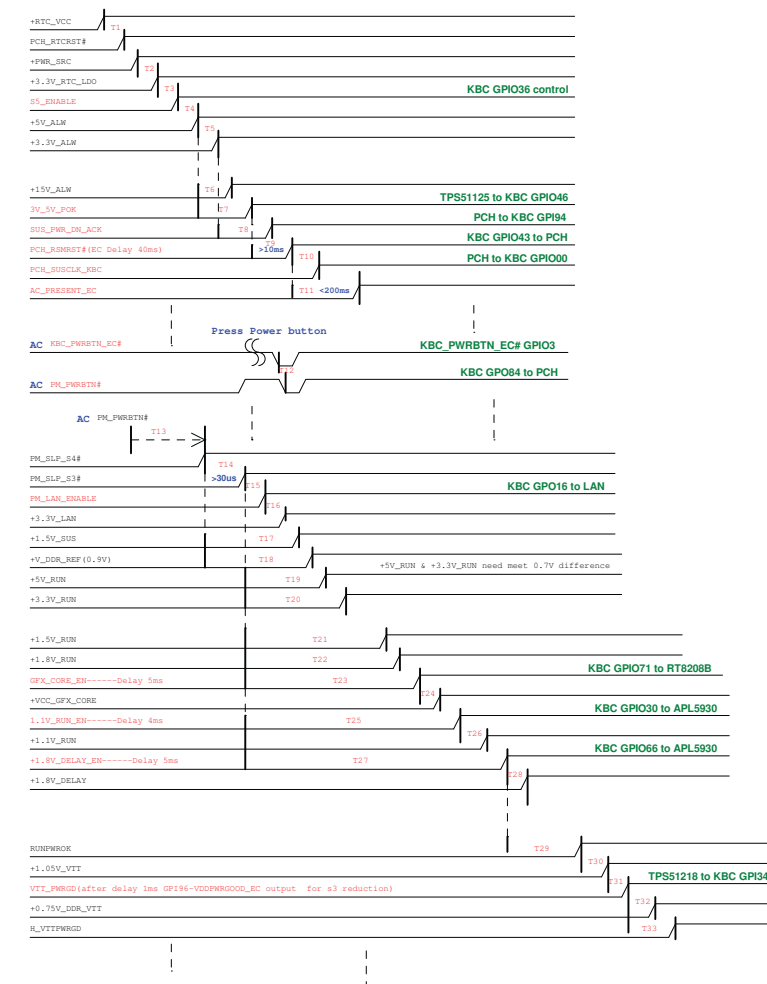 +RTC_VCC
T1
PCH_RTCRST#
+PWR_SRC
T2
+3.3V_RTC_LDO
T3
KBC GPIO36 control
S5_ENABLE
T4
+5V_ALW
T5
+3.3V_ALW
+15V_ALW
T6
TPS51125 to KBC GPIO46
3V_5V_POK
T7
PCH to KBC GPI94
SUS_PWR_DN_ACK
T8
KBC GPIO43 to PCH
T9
PCH_RSMRST#(EC Delay 40ms)
>10ms
T10
PCH to KBC GPIO00
PCH_SUSCLK_KBC
AC_PRESENT_EC
T11 <200ms
Press Power button
AC KBC_PWRBTN_EC#
KBC_PWRBTN_EC# GPIO3
T12
KBC GPO84 to PCH
AC PM_PWRBTN#
AC PM_PWRBTN#
T13
PM_SLP_S4#
T14
PM_SLP_S3#
>30us
T15
KBC GPO16 to LAN
PM_LAN_ENABLE
T16
+3.3V_LAN
+1.5V_SUS
T17
+V_DDR_REF(0.9V)
T18
+5V_RUN & +3.3V_RUN need meet 0.7V difference
+5V_RUN
T19
+3.3V_RUN
T20
+1.5V_RUN
T21
+1.8V_RUN
T22
KBC GPIO71 to RT8208B
GFX_CORE_EN------Delay 5ms
T23
+VCC_GFX_CORE
T24
KBC GPIO30 to APL5930
1.1V_RUN_EN------Delay 4ms
T25
+1.1V_RUN
T26
KBC GPIO66 to APL5930
+1.8V_DELAY_EN------Delay 5ms
T27
+1.8V_DELAY
T28
RUNPWROK
T29
+1.05V_VTT
T30
TPS51218 to KBC GPI34
VTT_PWRGD(after delay 1ms GPI96-VDDPWRGOOD_EC output for s3 reduction)
T31
+0.75V_DDR_VTT
T32
H_VTTPWRGD
T33